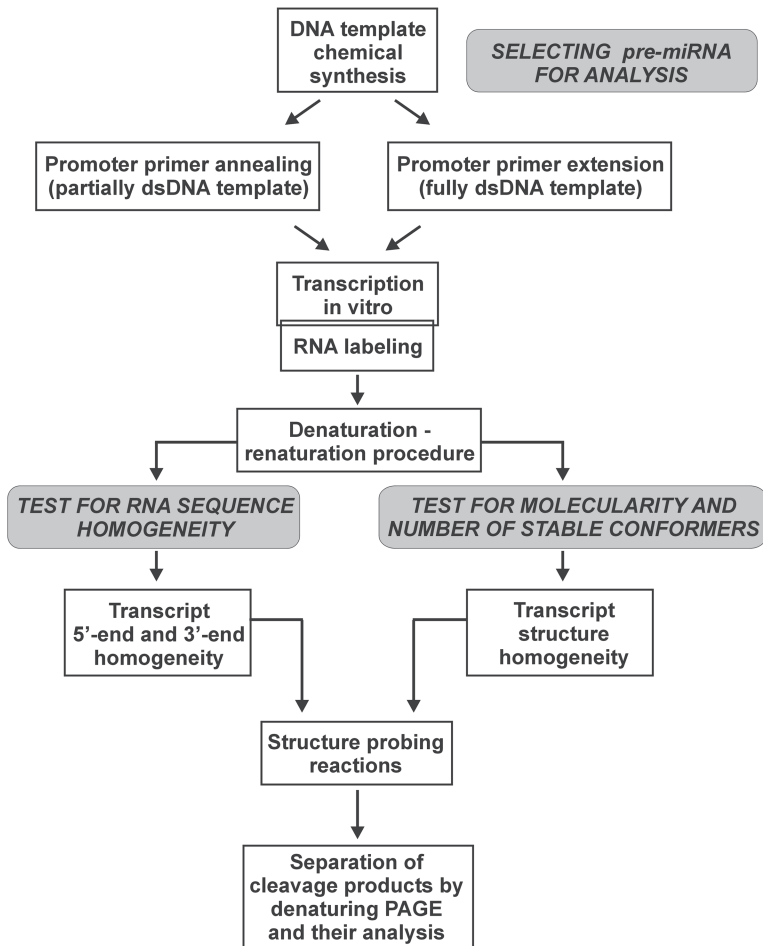 DNA template
chemical
synthesis
SELECTING pre-miRNA
FOR ANALYSIS
Promoter primer annealing
(partially dsDNA template)
Promoter primer extension
(fully dsDNA template)
Transcription
in vitro
RNA labeling
Denaturation -
renaturation procedure
TEST FOR RNA SEQUENCE
HOMOGENEITY
TEST FOR MOLECULARITY AND
NUMBER OF STABLE CONFORMERS
Transcript
5’-end and 3’-end
homogeneity
Transcript
structure
homogeneity
Structure probing
reactions
Separation of
cleavage products by
denaturing PAGE
and their analysis